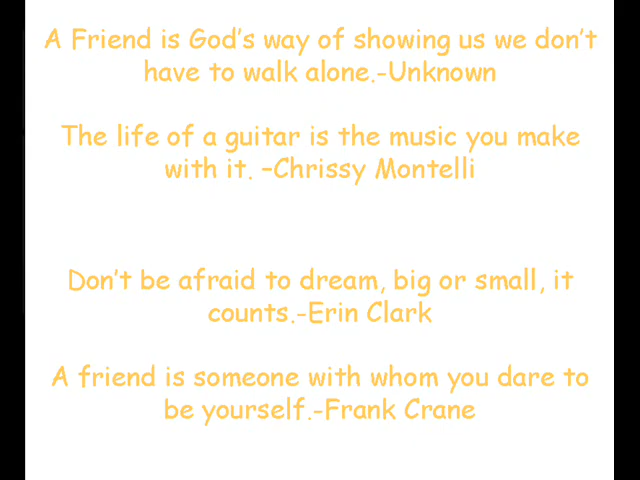 A Friend is God's way of showing us we don't
have to walk alone.-Unknown
The life of a guitar is the music you make
with it. –Chrissy Montelli
Don't be afraid to dream, big or small, it
counts.-Erin Clark
A friend is someone with whom you dare to
be yourself.-Frank Crane